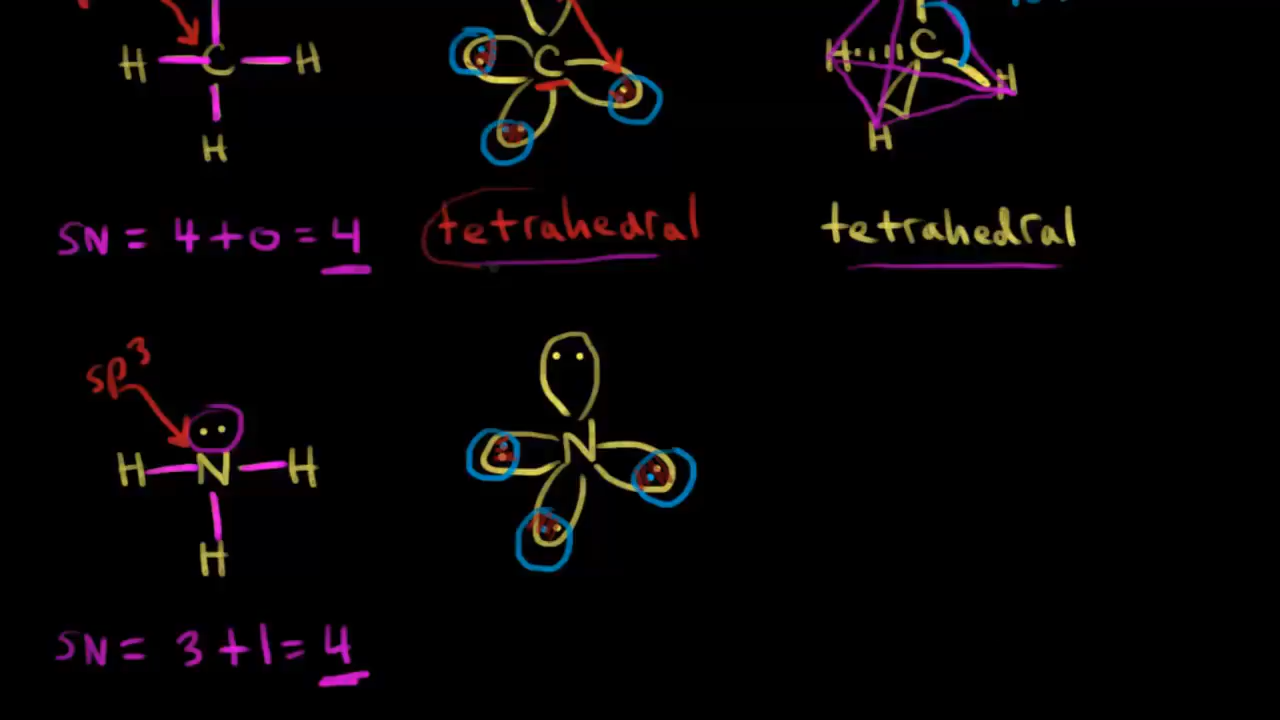 H C H C H C H
H H
SN = 4 + 0 = 4 tetrahedral tetrahedral
sp³
H N H N
H
SN = 3 + 1 = 4